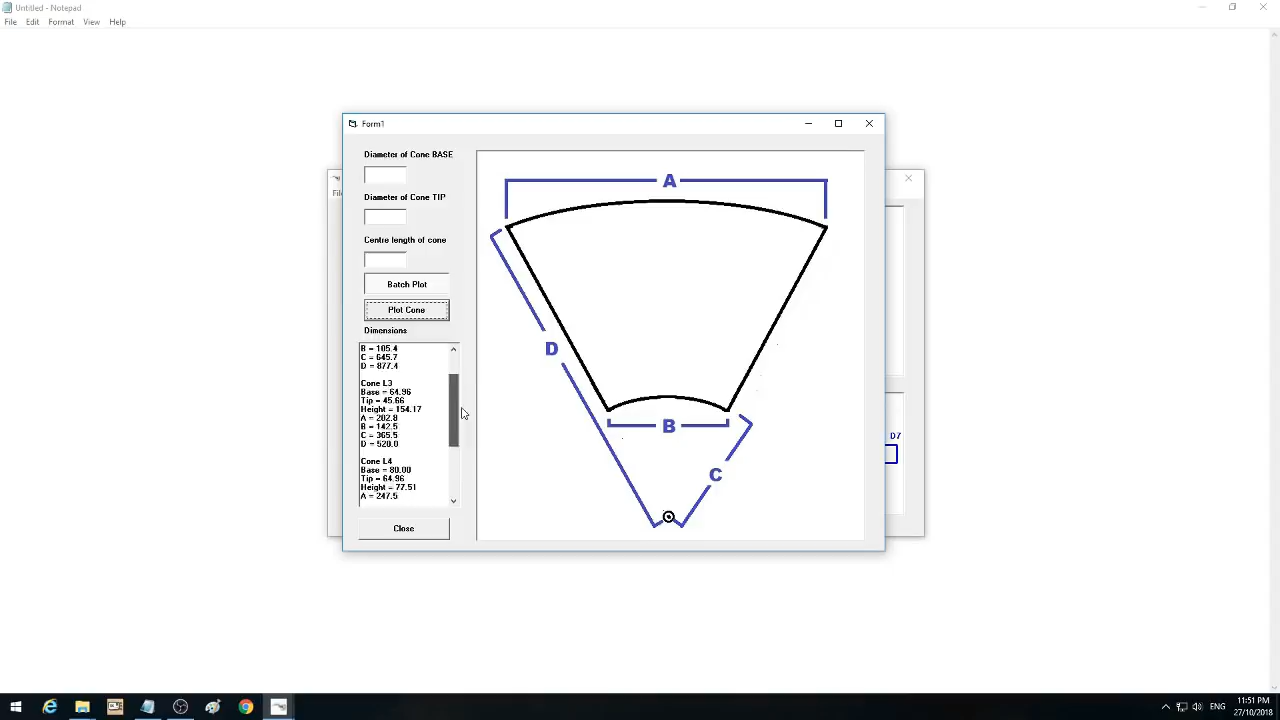 Untitled - Notepad
File Edit Format View Help
Form1
Diameter of Cone BASE
Diameter of Cone TIP
Centre length of cone
Batch Plot
Plot Cone
Dimensions
B = 105.4
C = 645.7
D = 877.4
Cone L3
Base = 64.96
Tip = 45.66
Height = 154.17
A = 202.8
B = 142.5
C = 365.5
D = 520.0
Cone L4
Base = 80.00
Tip = 64.96
Height = 77.51
A = 247.5
Close
A
D
B
C
D7
ENG
11:51 PM
27/10/2018